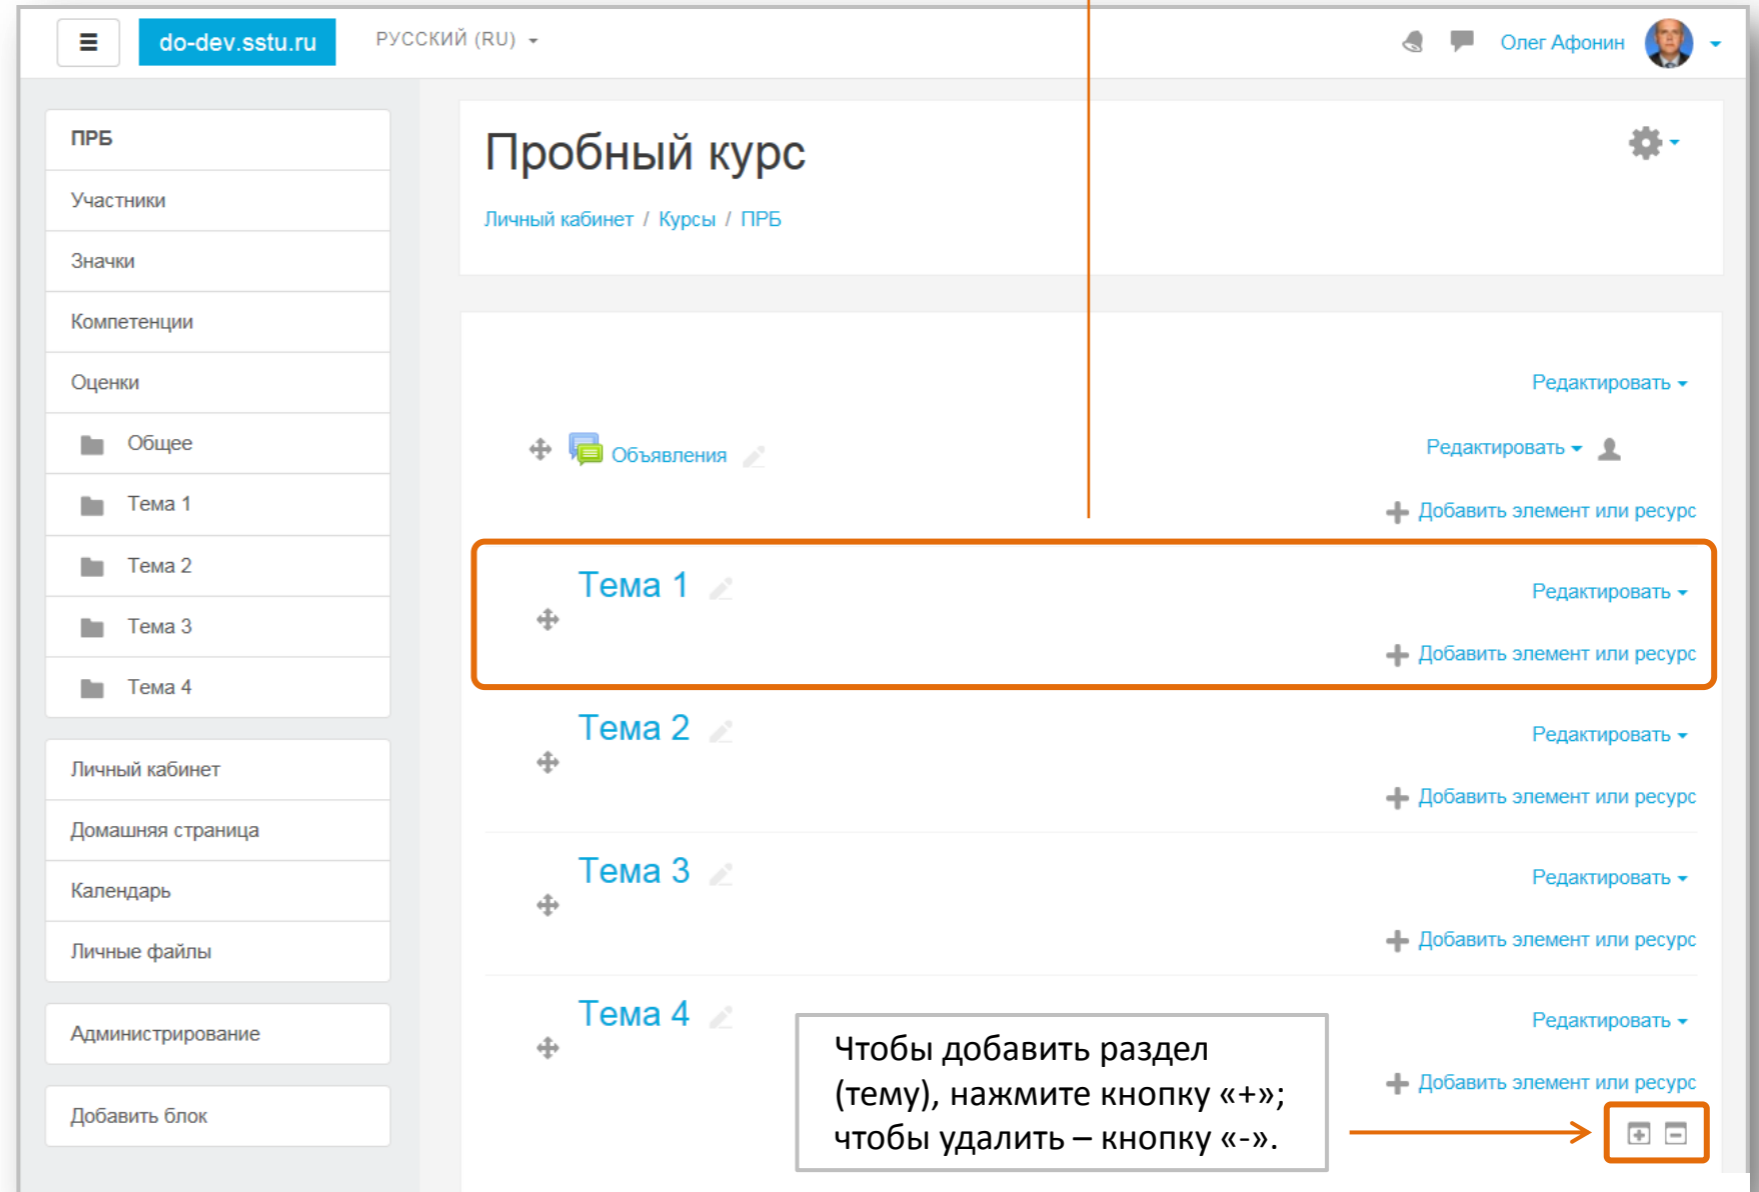 do-dev.sstu.ru РУССКИЙ (RU) Олег Афонин
ПРБ
Участники
Значки
Компетенции
Оценки
Общее
Тема 1
Тема 2
Тема 3
Тема 4
Личный кабинет
Домашняя страница
Календарь
Личные файлы
Администрирование
Добавить блок
Пробный курс
Личный кабинет / Курсы / ПРБ
Редактировать
Объявления Редактировать
Добавить элемент или ресурс
Тема 1 Редактировать
Добавить элемент или ресурс
Тема 2 Редактировать
Добавить элемент или ресурс
Тема 3 Редактировать
Добавить элемент или ресурс
Тема 4 Редактировать
Добавить элемент или ресурс
Чтобы добавить раздел
(тему), нажмите кнопку «+»;
чтобы удалить – кнопку «-».